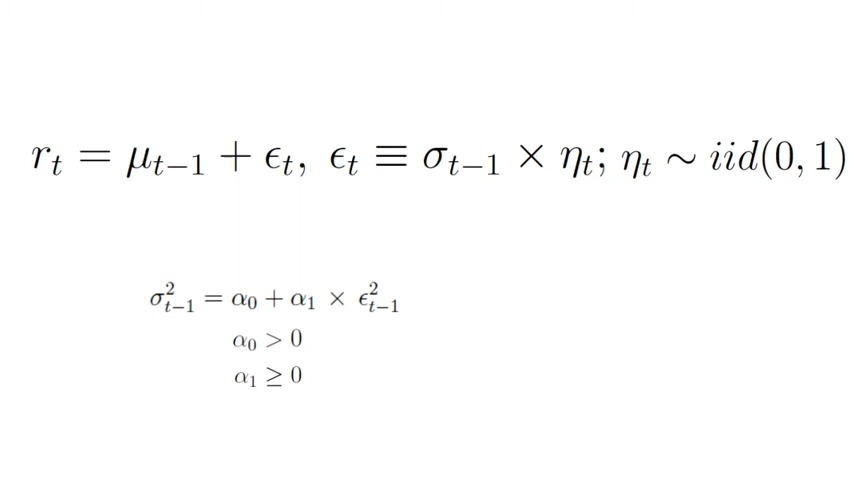 r_t = μ_{t−1} + ϵ_t, ϵ_t ≡ σ_{t−1} × η_t; η_t ∼ iid(0, 1)
σ²_{t−1} = α_0 + α_1 × ϵ²_{t−1}
α_0 > 0
α_1 ≥ 0